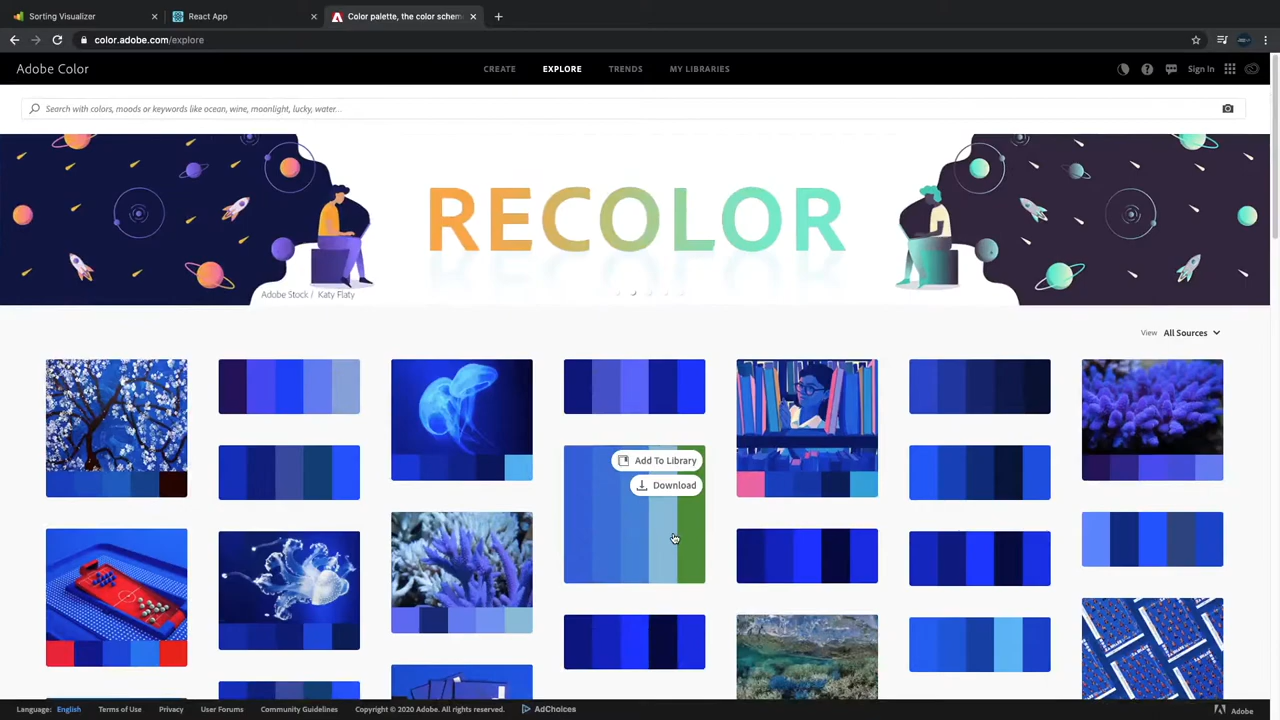 Sorting Visualizer
React App
Color palette, the color schem
color.adobe.com/explore
Adobe Color
CREATE
EXPLORE
TRENDS
MY LIBRARIES
Sign In
Search with colors, moods or keywords like ocean, wine, moonlight, lucky, water...
RECOLOR
Adobe Stock / Katy Flaty
View All Sources
Add To Library
Download
Language: English
Terms of Use
Privacy
User Forums
Community Guidelines
Copyright © 2020 Adobe. All rights reserved.
AdChoices
Adobe